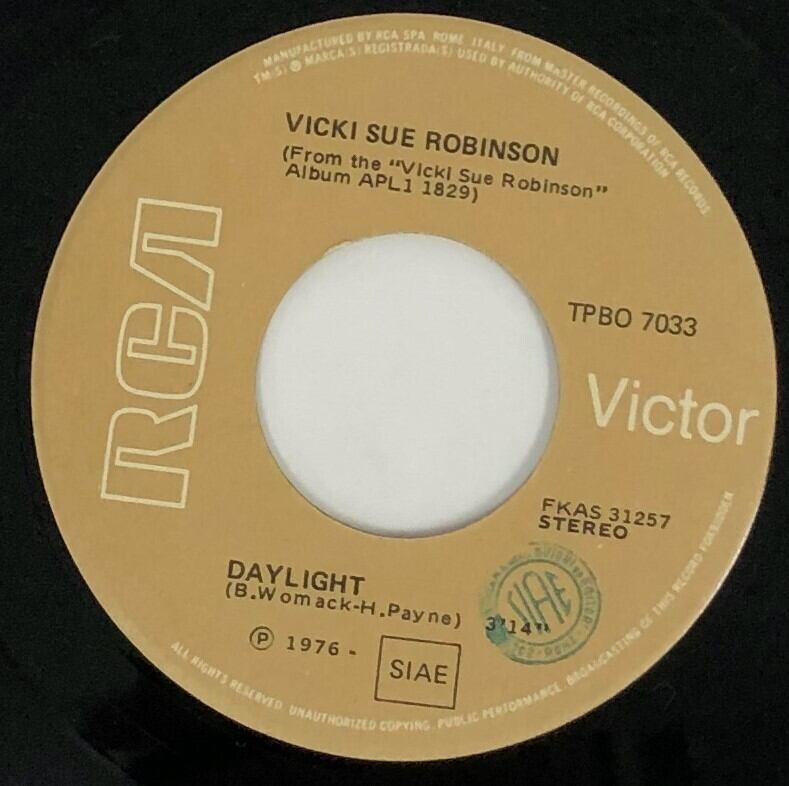 MANUFACTURED BY RCA SPA ROME ITALY FROM MASTER RECORDINGS OF RCA RECORDS
TM(S) ® MARCA(S) REGISTRADA(S) USED BY AUTHORITY OF RCA CORPORATION
VICKI SUE ROBINSON
(From the "Vicki Sue Robinson"
Album APL1 1829)
RCA
TPBO 7033
Victor
FKAS 31257
STEREO
DAYLIGHT
(B.Womack-H.Payne)
3'14"
℗ 1976 -
SIAE
SIAE
ALL RIGHTS RESERVED. UNAUTHORIZED COPYING, PUBLIC PERFORMANCE, BROADCASTING OF THIS RECORD FORBIDDEN